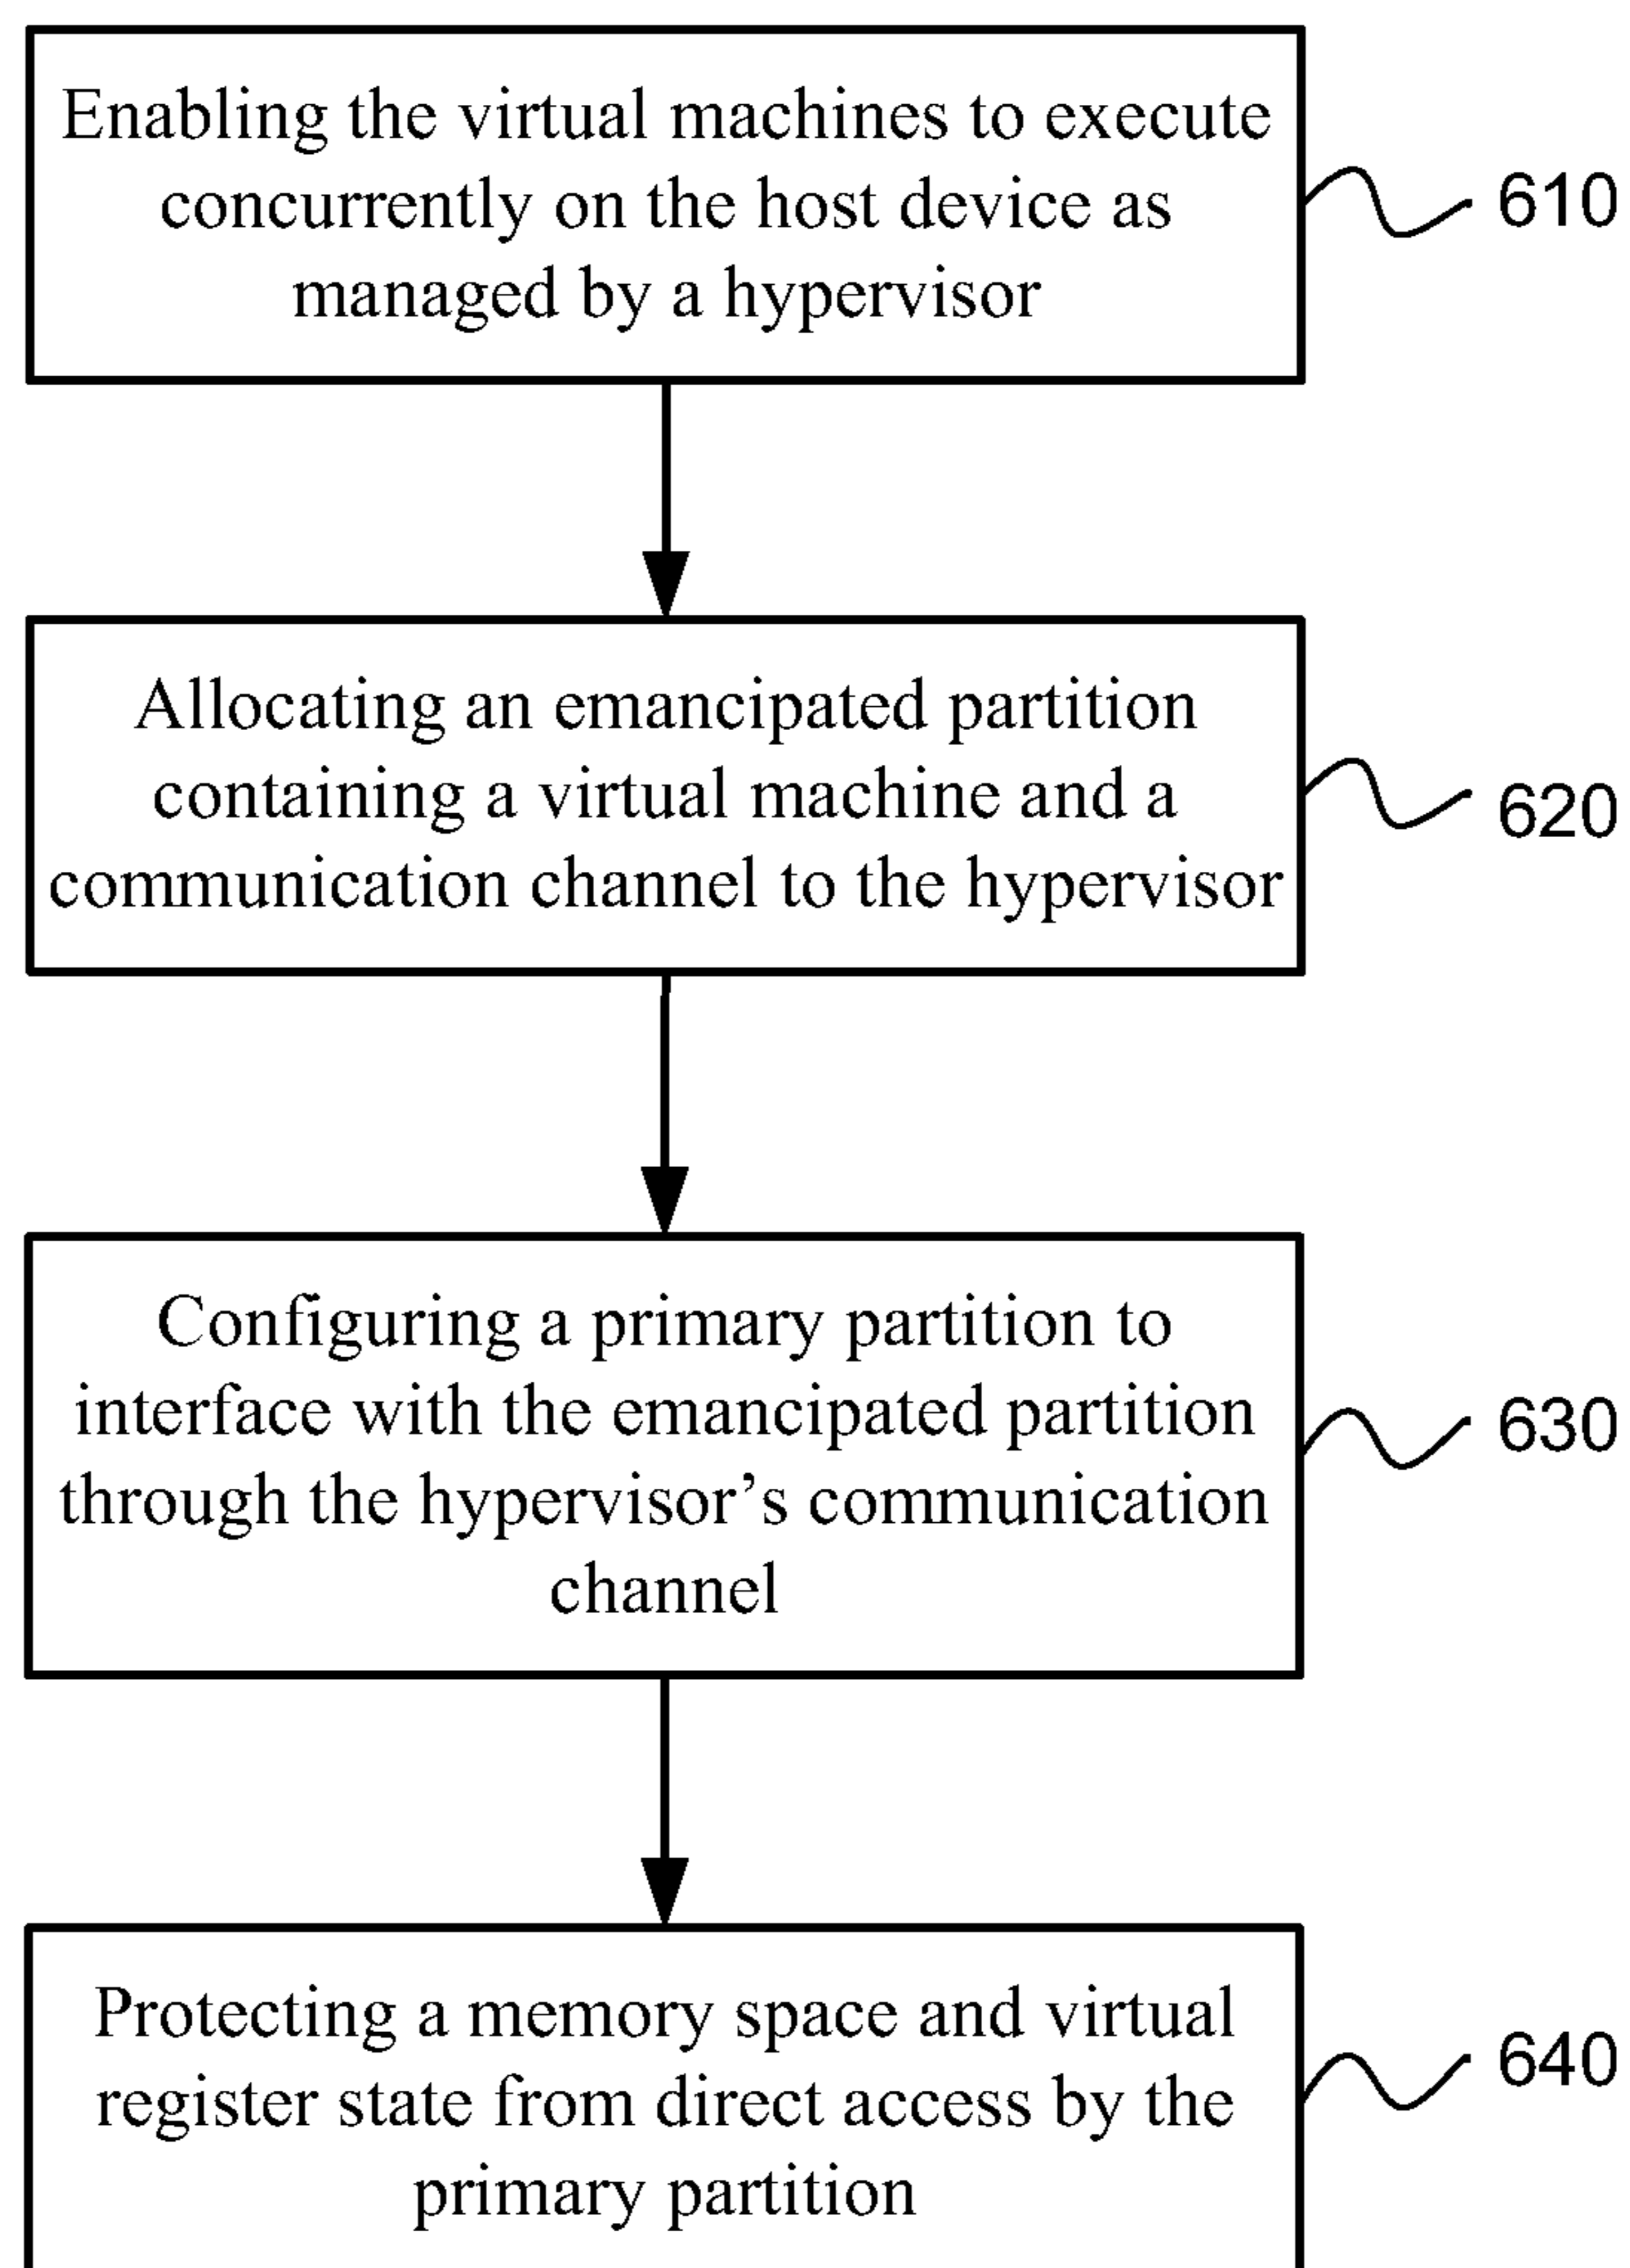 Enabling the virtual machines to execute
concurrently on the host device as
managed by a hypervisor
610
Allocating an emancipated partition
containing a virtual machine and a
communication channel to the hypervisor
620
Configuring a primary partition to
interface with the emancipated partition
through the hypervisor’s communication
channel
630
Protecting a memory space and virtual
register state from direct access by the
primary partition
640